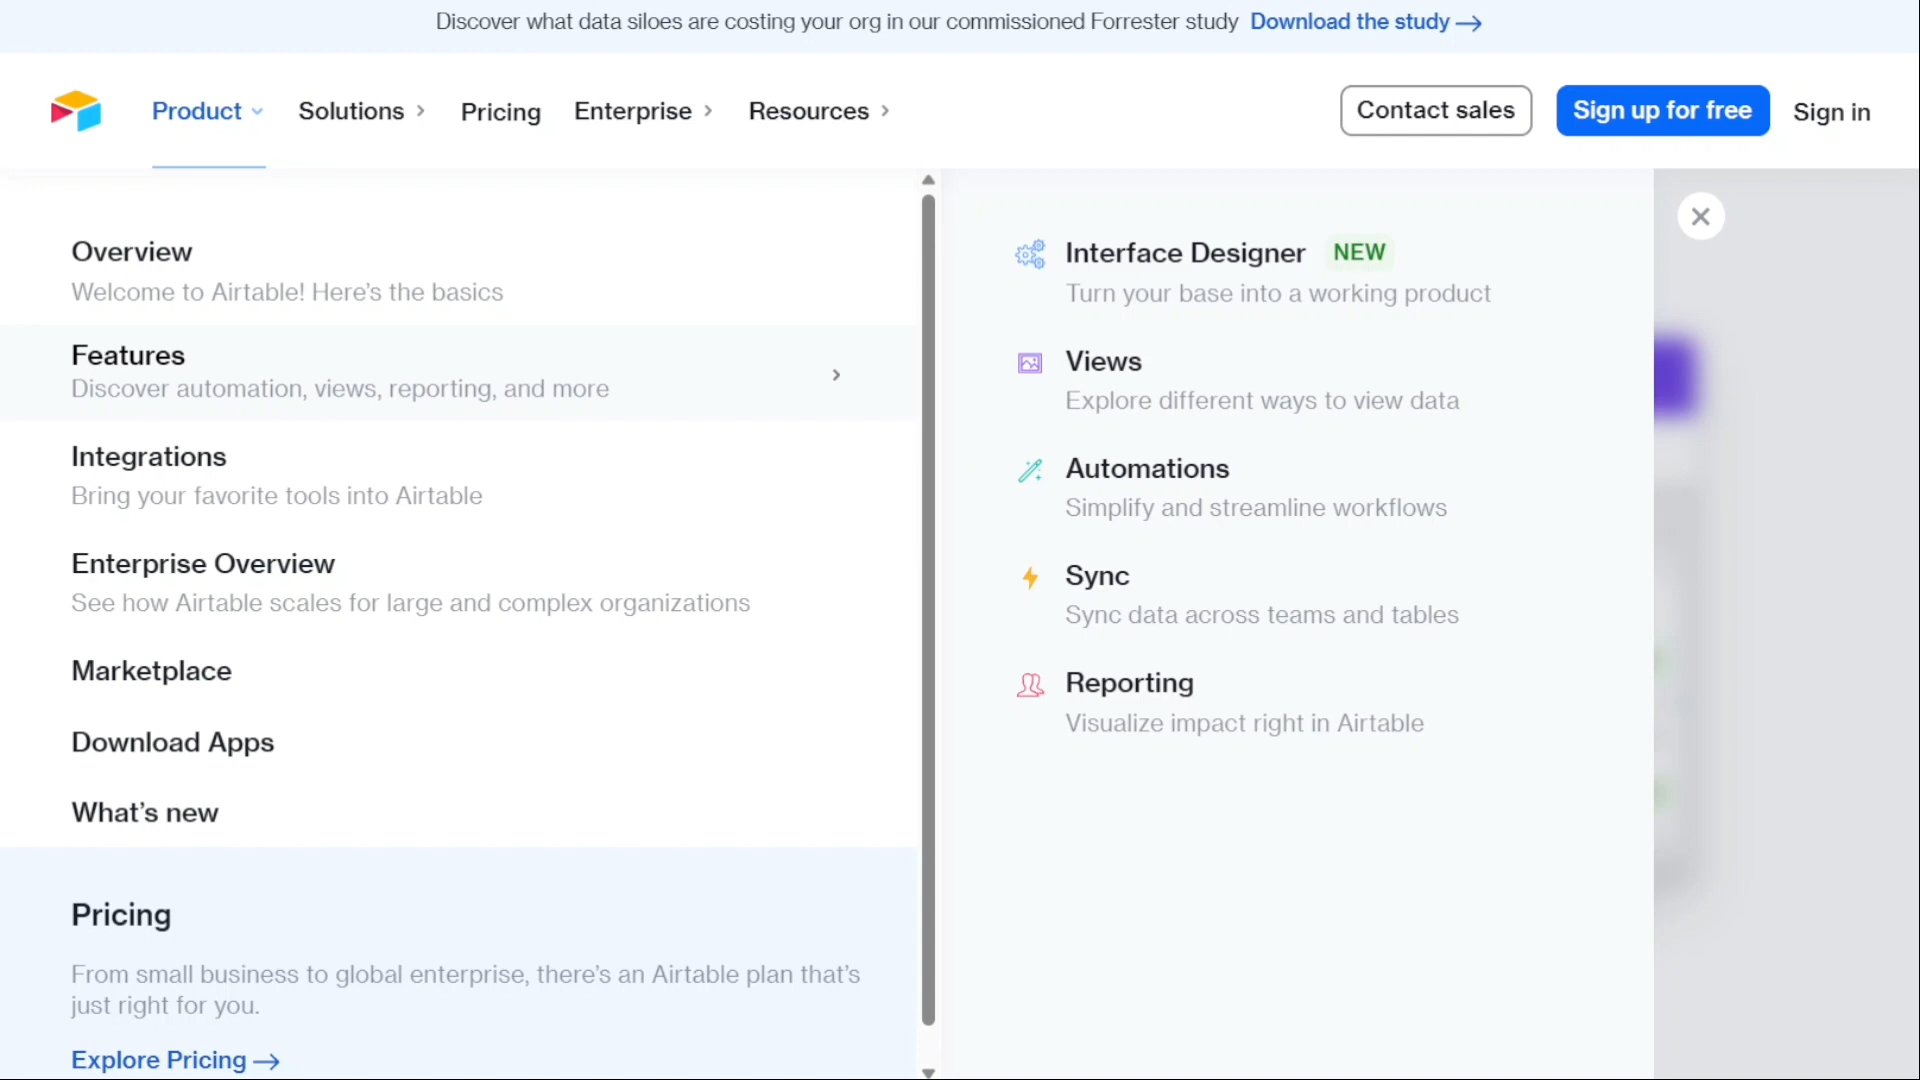 Discover what data siloes are costing your org in our commissioned Forrester study Download the study →
Product Solutions Pricing Enterprise Resources Contact sales Sign up for free Sign in
Overview
Welcome to Airtable! Here's the basics
Features
Discover automation, views, reporting, and more
Integrations
Bring your favorite tools into Airtable
Enterprise Overview
See how Airtable scales for large and complex organizations
Marketplace
Download Apps
What's new
Pricing
From small business to global enterprise, there's an Airtable plan that's
just right for you.
Explore Pricing →
Interface Designer NEW
Turn your base into a working product
Views
Explore different ways to view data
Automations
Simplify and streamline workflows
Sync
Sync data across teams and tables
Reporting
Visualize impact right in Airtable